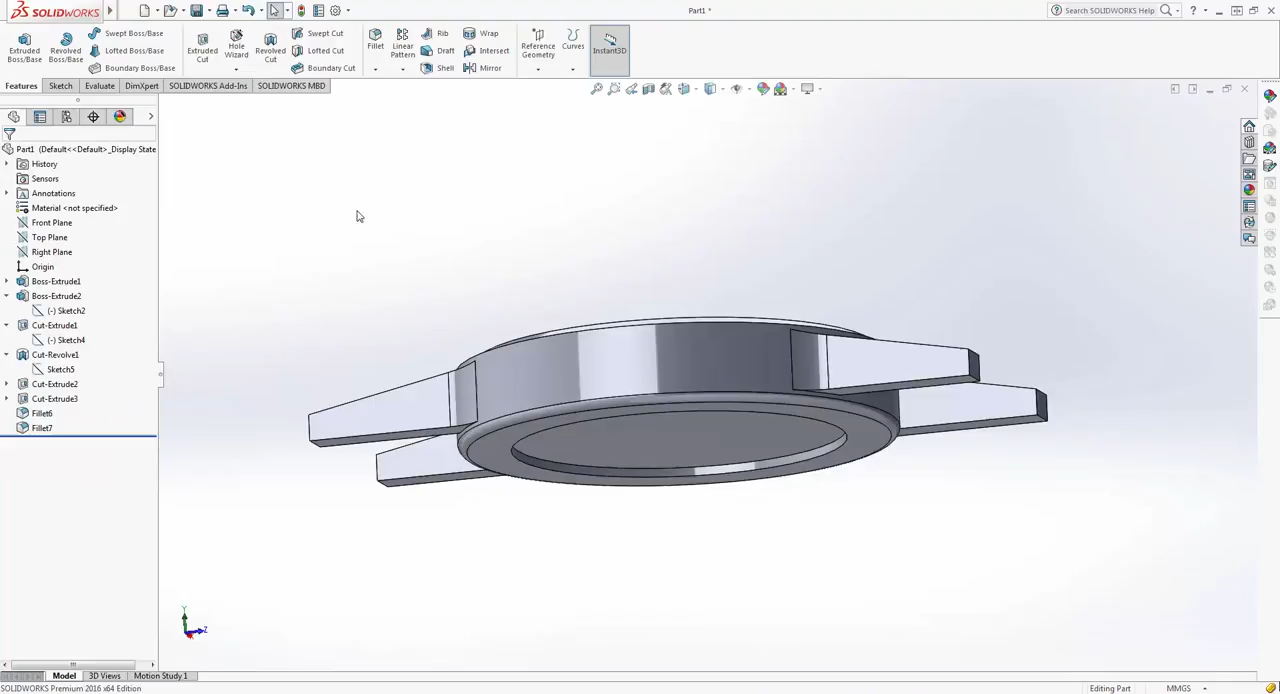 SOLIDWORKS
Part1 *
Search SOLIDWORKS Help
Extruded Boss/Base
Revolved Boss/Base
Swept Boss/Base
Lofted Boss/Base
Boundary Boss/Base
Extruded Cut
Hole Wizard
Revolved Cut
Swept Cut
Lofted Cut
Boundary Cut
Fillet
Linear Pattern
Rib
Draft
Shell
Wrap
Intersect
Mirror
Reference Geometry
Curves
Instant3D
Features Sketch Evaluate DimXpert SOLIDWORKS Add-Ins SOLIDWORKS MBD
Part1 (Default<<Default>_Display State
History
Sensors
Annotations
Material <not specified>
Front Plane
Top Plane
Right Plane
Origin
Boss-Extrude1
Boss-Extrude2
(-) Sketch2
Cut-Extrude1
(-) Sketch4
Cut-Revolve1
Sketch5
Cut-Extrude2
Cut-Extrude3
Fillet6
Fillet7
Y
Z
Model 3D Views Motion Study 1
SOLIDWORKS Premium 2016 x64 Edition
Editing Part
MMGS